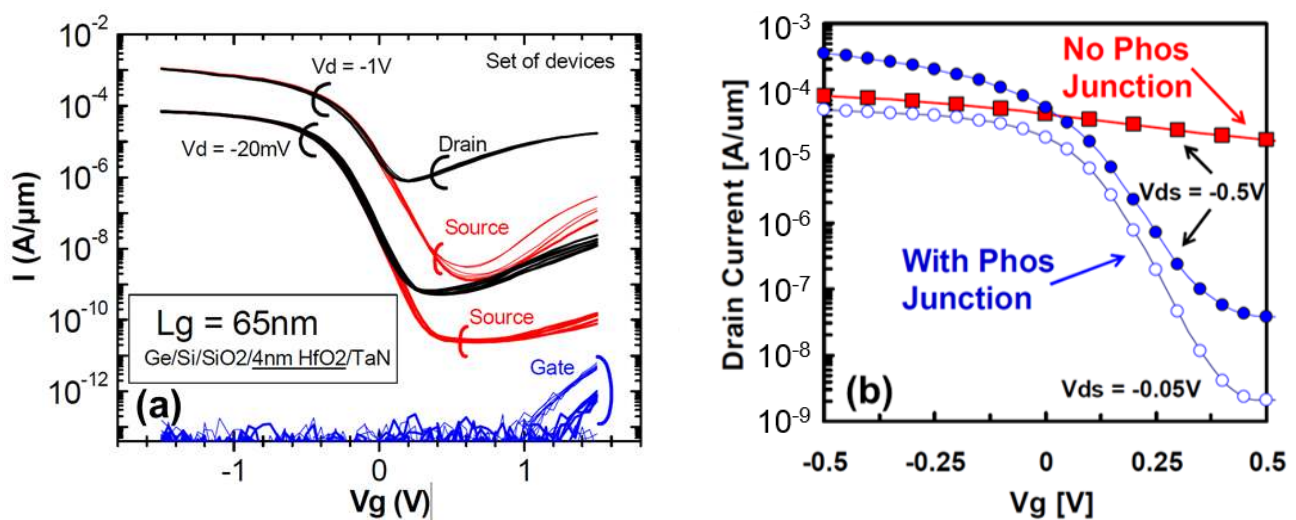 10-2
10-4
10-6
10-8
10-10
10-12
I (A/μm)
Vd = -1V
Set of devices
Vd = -20mV
Drain
Source
Source
Gate
Lg = 65nm
Ge/Si/SiO2/4nm HfO2/TaN
(a)
-1
0
1
Vg (V)
10-3
10-4
10-5
10-6
10-7
10-8
10-9
Drain Current [A/um]
No Phos
Junction
Vds = -0.5V
With Phos
Junction
Vds = -0.05V
(b)
-0.5
-0.25
0
0.25
0.5
Vg [V]